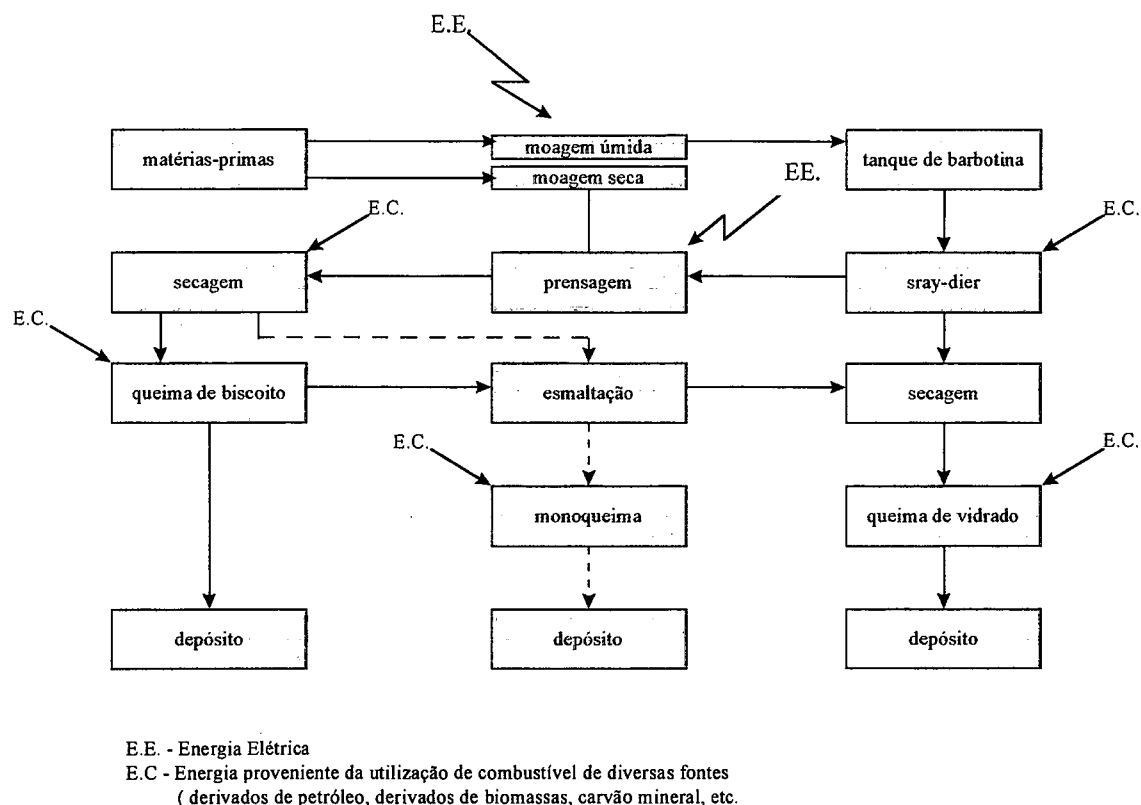 E.E.
matérias-primas
moagem úmida
moagem seca
tanque de barbotina
EE.
E.C.
E.C.
secagem
prensagem
sray-dier
E.C.
queima de biscoito
esmaltação
secagem
E.C.
E.C.
monoqueima
queima de vidrado
depósito
depósito
depósito
E.E. - Energia Elétrica
E.C - Energia proveniente da utilização de combustível de diversas fontes
( derivados de petróleo, derivados de biomassas, carvão mineral, etc.